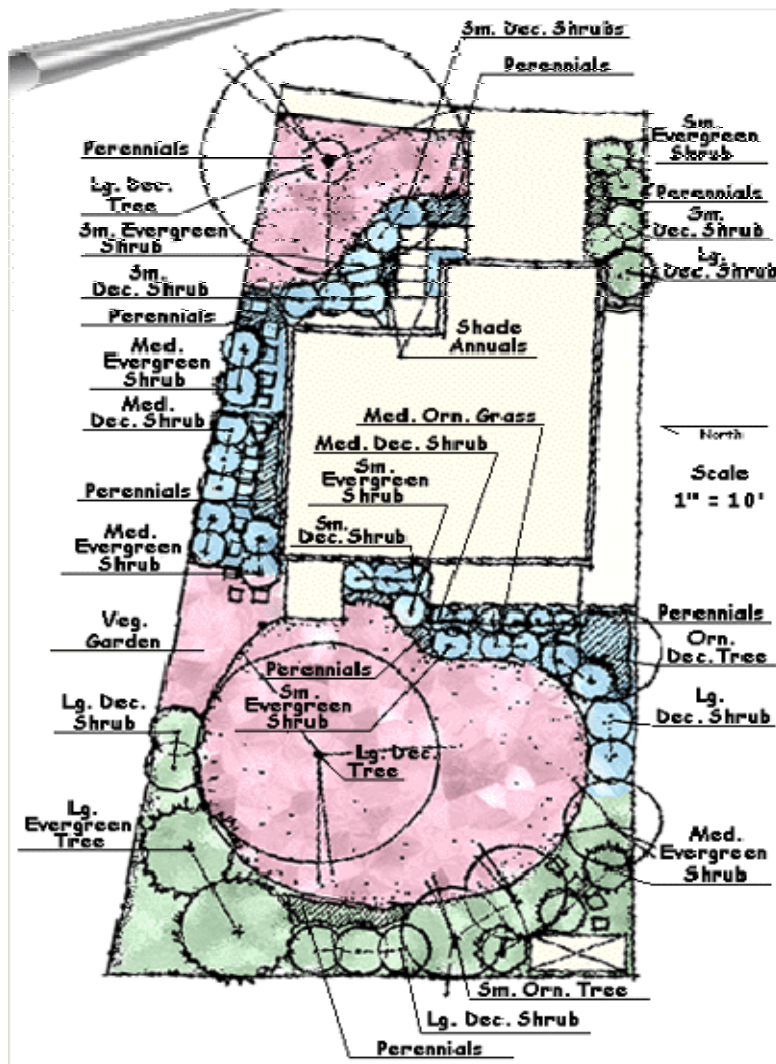 Sm. Dec. Shrubs
Perennials
Perennials
Lg. Dec.
Tree
Sm. Evergreen
Shrub
Sm.
Dec. Shrub
Perennials
Med.
Evergreen
Shrub
Med.
Dec. Shrub
Perennials
Med.
Evergreen
Shrub
Veg.
Garden
Lg. Dec.
Shrub
Lg.
Evergreen
Tree
Sm.
Evergreen
Shrub
Perennials
Sm.
Dec. Shrub
Lg.
Dec. Shrub
Shade
Annuals
Med. Orn. Grass
Med. Dec. Shrub
Sm.
Evergreen
Shrub
Sm.
Dec. Shrub
North
Scale
1" = 10'
Perennials
Orn.
Dec. Tree
Lg.
Dec. Shrub
Perennials
Sm.
Evergreen
Shrub
Lg. Dec.
Tree
Med.
Evergreen
Shrub
Sm. Orn. Tree
Lg. Dec. Shrub
Perennials